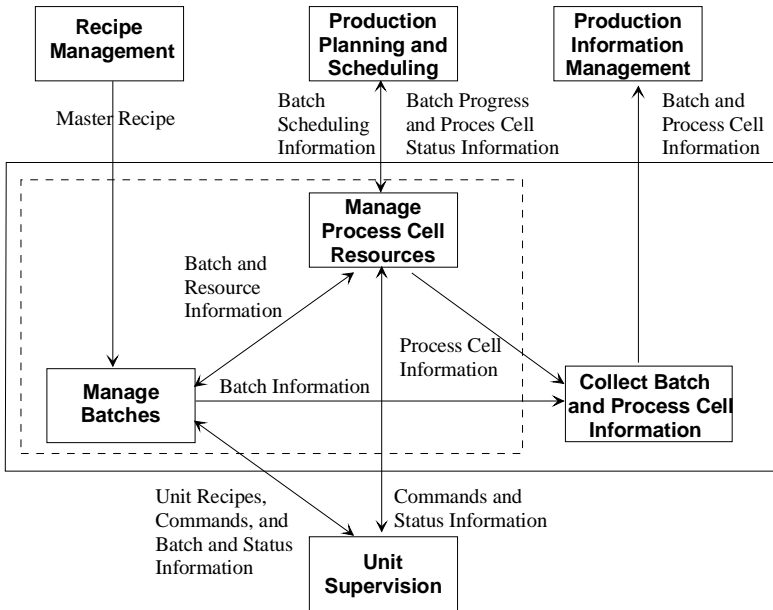 Recipe
Management
Production
Planning and
Scheduling
Production
Information
Management
Master Recipe
Batch
Scheduling
Information
Batch Progress
and Proces Cell
Status Information
Batch and
Process Cell
Information
Manage
Process Cell
Resources
Batch and
Resource
Information
Process Cell
Information
Manage
Batches
Batch Information
Collect Batch
and Process Cell
Information
Unit Recipes,
Commands, and
Batch and Status
Information
Commands and
Status Information
Unit
Supervision